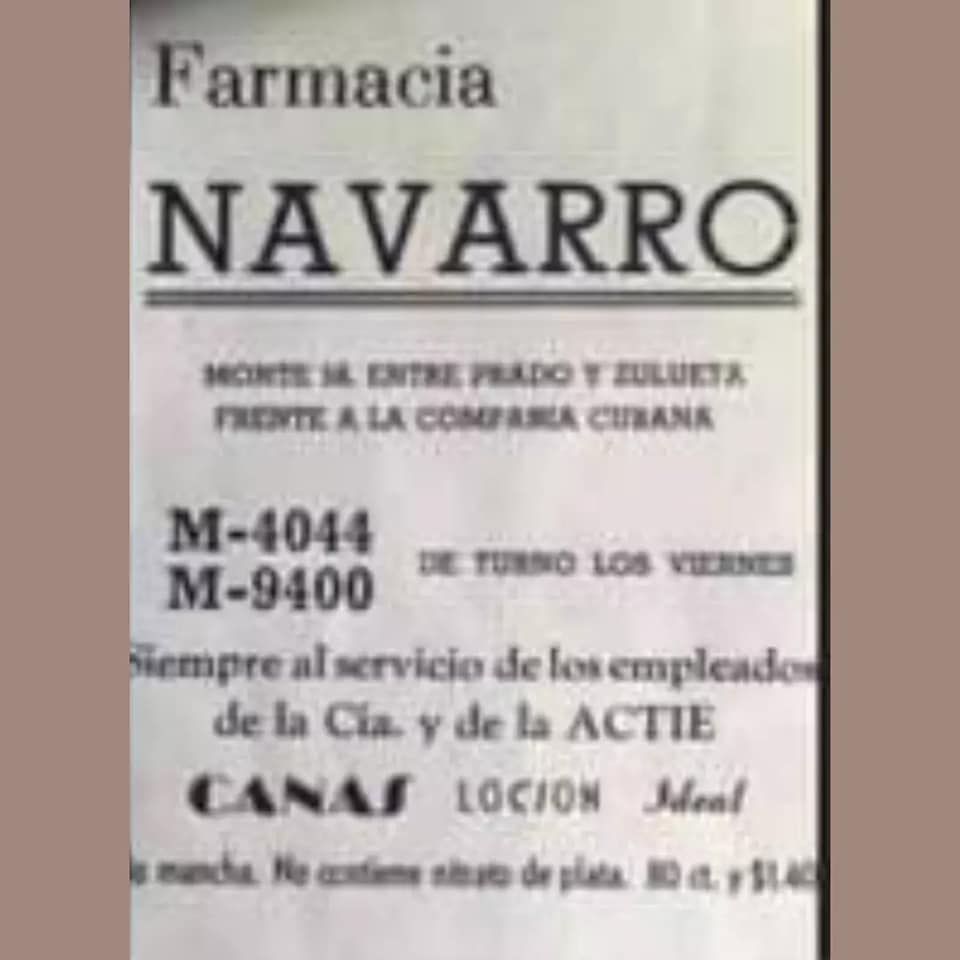 Farmacia
NAVARRO
MONTE ENTRE PRADO Y ZULUETA
FRENTE A LA COMPAÑIA CUBANA
M-4044
M-9400
DE TURNO LOS VIERNES
Siempre al servicio de los empleados
de la Cía. y de la ACTIE
CANAS LOCION Ideal
mancha. No contiene nitrato de plata. 80 ct. y $1.40